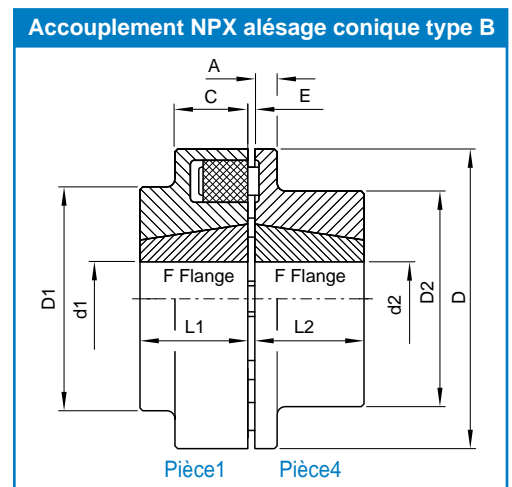 Accouplement NPX alésage conique type B
A
C
E
F Flange
F Flange
D1
d1
d2
D2
D
L1
L2
Pièce1
Pièce4